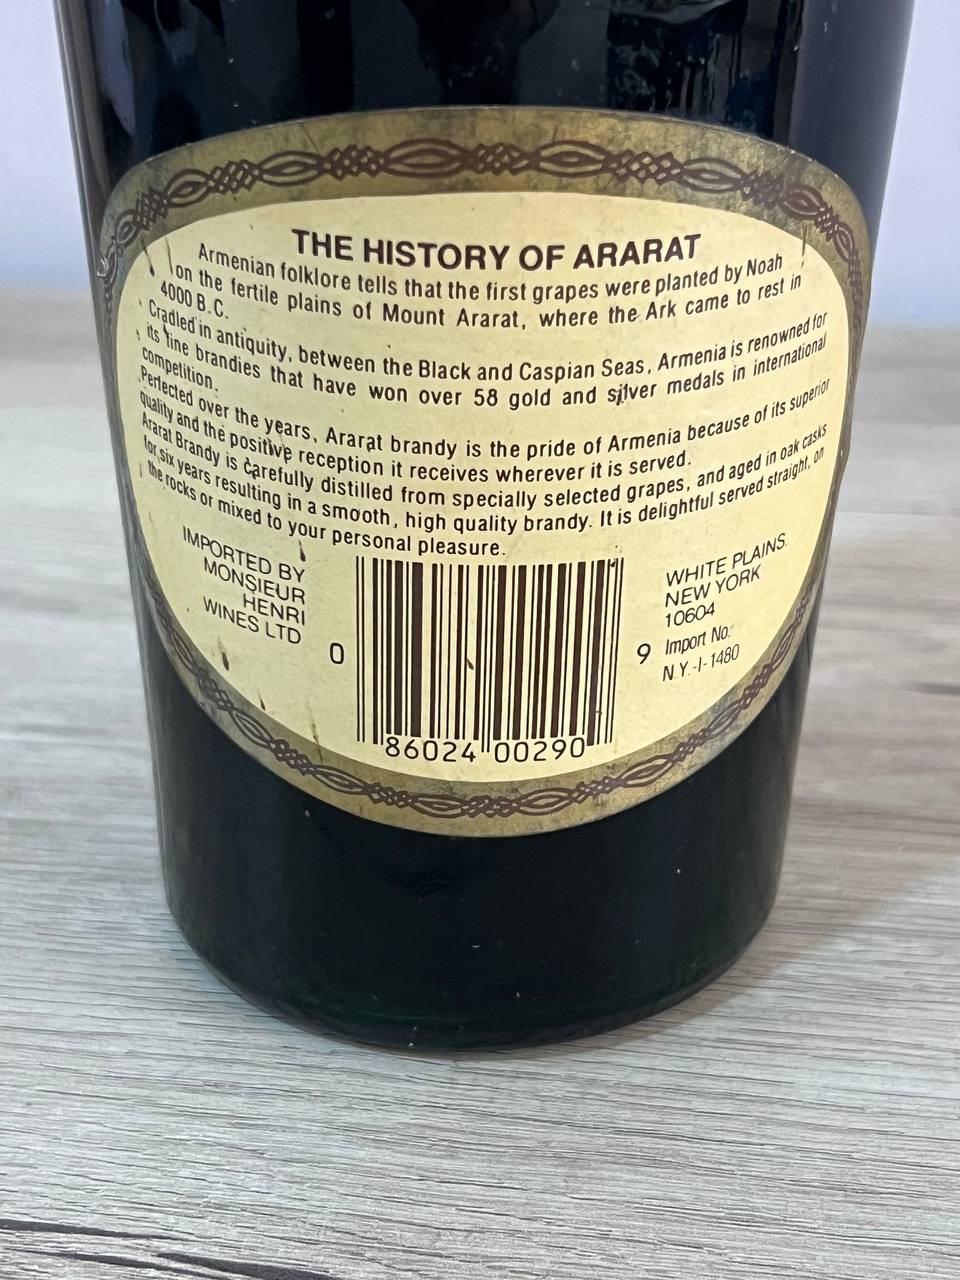 THE HISTORY OF ARARAT
Armenian folklore tells that the first grapes were planted by Noah
on the fertile plains of Mount Ararat, where the Ark came to rest in
4000 B.C.
Cradled in antiquity, between the Black and Caspian Seas, Armenia is renowned for
its fine brandies that have won over 58 gold and silver medals in international
competition.
Perfected over the years, Ararat brandy is the pride of Armenia because of its superior
quality and the positive reception it receives wherever it is served.
Ararat Brandy is carefully distilled from specially selected grapes, and aged in oak casks
for six years resulting in a smooth, high quality brandy. It is delightful served straight, on
the rocks or mixed to your personal pleasure.
IMPORTED BY
MONSIEUR
HENRI
WINES LTD
WHITE PLAINS,
NEW YORK
10604
Import No.
N.Y.-I-1480
0 86024 00290 9